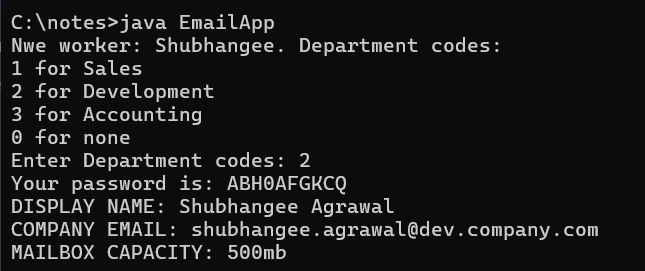 C:\notes>java EmailApp
Nwe worker: Shubhangee. Department codes:
1 for Sales
2 for Development
3 for Accounting
0 for none
Enter Department codes: 2
Your password is: ABH0AFGKCQ
DISPLAY NAME: Shubhangee Agrawal
COMPANY EMAIL: shubhangee.agrawal@dev.company.com
MAILBOX CAPACITY: 500mb